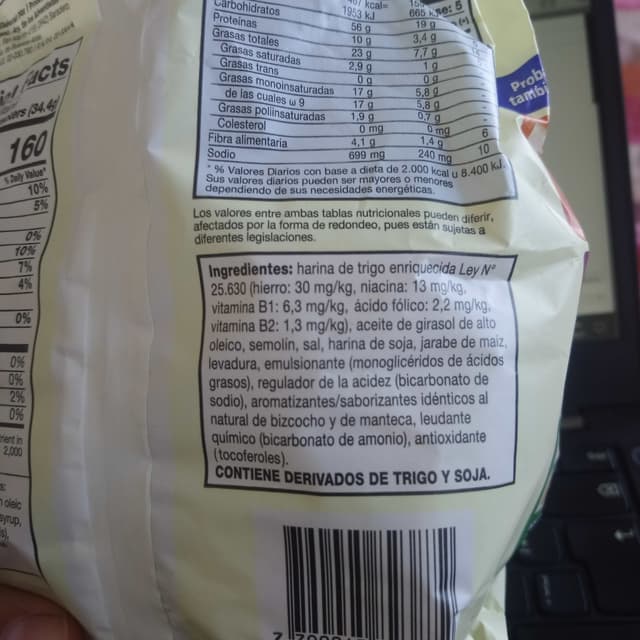 acts
(34,4g
160
% Daily Value*
10%
5%
0%
10%
7%
4%
0%
0%
0%
2%
0%
2,000
oleic
syrup,
Carbohidratos
Proteínas 56 g 19 g
Grasas totales 10 g 3,4 g
Grasas saturadas 23 g 7,7 g
Grasas trans 2,9 g 1 g
Grasas monoinsaturadas 0 g 0 g
de las cuales ω 9 17 g 5,8 g
Grasas poliinsaturadas 17 g 5,8 g
Colesterol 1,9 g 0,7 g
Fibra alimentaria 0 mg 0 mg
Sodio 4,1 g 1,4 g 6
699 mg 240 mg 10
* % Valores Diarios con base a dieta de 2.000 kcal u 8.400 kJ.
Sus valores diarios pueden ser mayores o menores
dependiendo de sus necesidades energéticas.
Los valores entre ambas tablas nutricionales pueden diferir,
afectados por la forma de redondeo, pues están sujetas a
diferentes legislaciones.
Ingredientes: harina de trigo enriquecida Ley N°
25.630 (hierro: 30 mg/kg, niacina: 13 mg/kg,
vitamina B1: 6,3 mg/kg, ácido fólico: 2,2 mg/kg,
vitamina B2: 1,3 mg/kg), aceite de girasol de alto
oleico, semolín, sal, harina de soja, jarabe de maíz,
levadura, emulsionante (monoglicéridos de ácidos
grasos), regulador de la acidez (bicarbonato de
sodio), aromatizantes/saborizantes idénticos al
natural de bizcocho y de manteca, leudante
químico (bicarbonato de amonio), antioxidante
(tocoferoles).
CONTIENE DERIVADOS DE TRIGO Y SOJA.